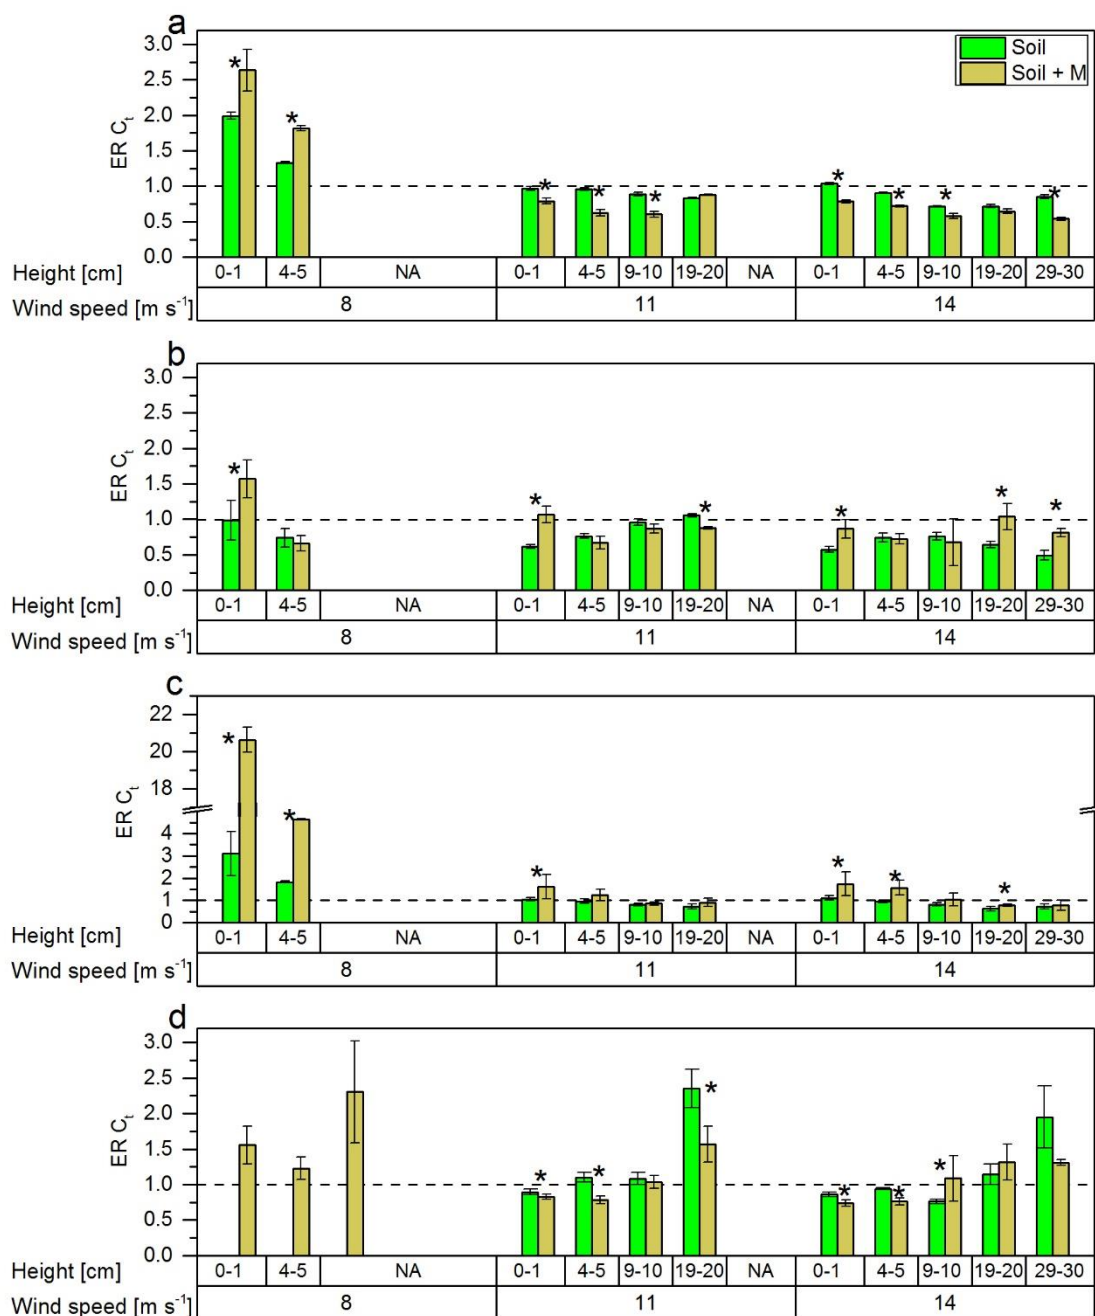 a
3.0
2.5
2.0
1.5
1.0
0.5
0.0
ER Ct
Soil
Soil + M
* * * * * * * * *
Height [cm] 0-1 4-5 NA 0-1 4-5 9-10 19-20 NA 0-1 4-5 9-10 19-20 29-30
Wind speed [m s-1] 8 11 14
b
3.0
2.5
2.0
1.5
1.0
0.5
0.0
ER Ct
* * * * * *
Height [cm] 0-1 4-5 NA 0-1 4-5 9-10 19-20 NA 0-1 4-5 9-10 19-20 29-30
Wind speed [m s-1] 8 11 14
c
22
20
18
4
3
2
1
0
ER Ct
* * * * * *
Height [cm] 0-1 4-5 NA 0-1 4-5 9-10 19-20 NA 0-1 4-5 9-10 19-20 29-30
Wind speed [m s-1] 8 11 14
d
3.0
2.5
2.0
1.5
1.0
0.5
0.0
ER Ct
* * * * * *
Height [cm] 0-1 4-5 NA 0-1 4-5 9-10 19-20 NA 0-1 4-5 9-10 19-20 29-30
Wind speed [m s-1] 8 11 14